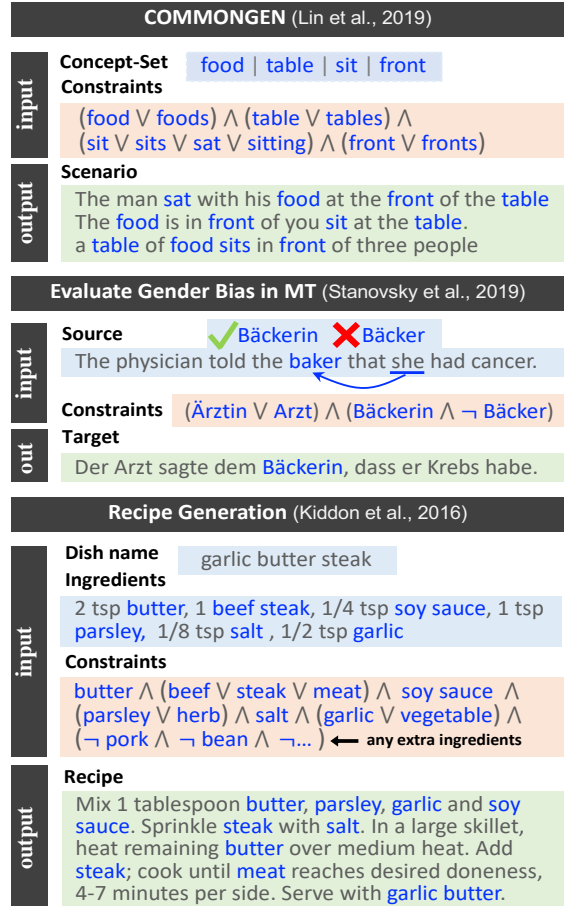 COMMONGEN (Lin et al., 2019)
input
Concept-Set food | table | sit | front
Constraints
(food ∨ foods) ∧ (table ∨ tables) ∧
(sit ∨ sits ∨ sat ∨ sitting) ∧ (front ∨ fronts)
output
Scenario
The man sat with his food at the front of the table
The food is in front of you sit at the table.
a table of food sits in front of three people
Evaluate Gender Bias in MT (Stanovsky et al., 2019)
input
Source Bäckerin Bäcker
The physician told the baker that she had cancer.
Constraints (Ärztin ∨ Arzt) ∧ (Bäckerin ∧ ¬ Bäcker)
out
Target
Der Arzt sagte dem Bäckerin, dass er Krebs habe.
Recipe Generation (Kiddon et al., 2016)
input
Dish name garlic butter steak
Ingredients
2 tsp butter, 1 beef steak, 1/4 tsp soy sauce, 1 tsp
parsley, 1/8 tsp salt , 1/2 tsp garlic
Constraints
butter ∧ (beef ∨ steak ∨ meat) ∧ soy sauce ∧
(parsley ∨ herb) ∧ salt ∧ (garlic ∨ vegetable) ∧
(¬ pork ∧ ¬ bean ∧ ¬... ) any extra ingredients
output
Recipe
Mix 1 tablespoon butter, parsley, garlic and soy
sauce. Sprinkle steak with salt. In a large skillet,
heat remaining butter over medium heat. Add
steak; cook until meat reaches desired doneness,
4-7 minutes per side. Serve with garlic butter.